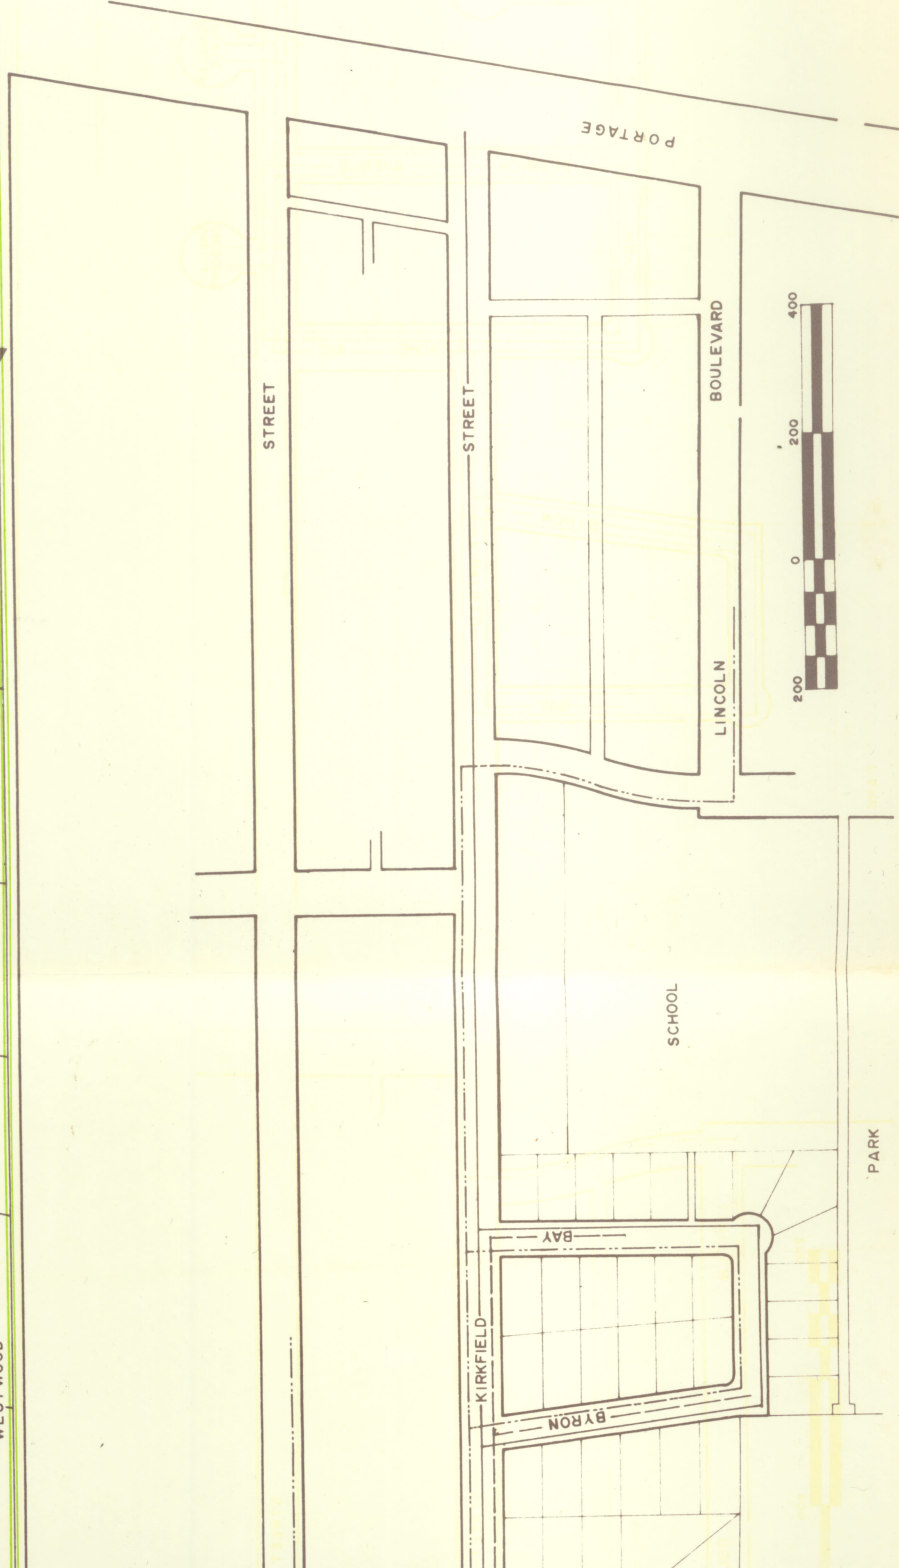 PORTAGE
STREET
STREET
BOULEVARD
400
200
0
200
LINCOLN
SCHOOL
PARK
BAY
KIRKFIELD
BYRON